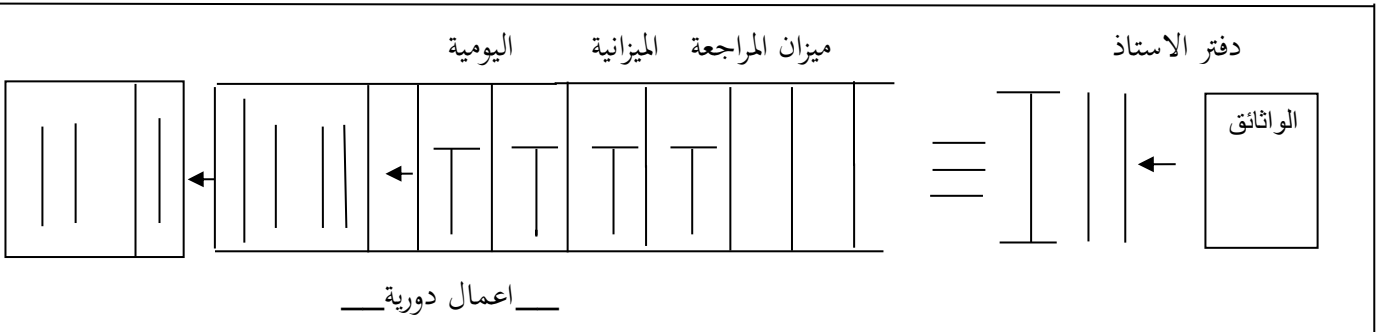 دفتر الاستاذ ميزان المراجعة الميزانية اليومية
الواثائق
اعمال دورية